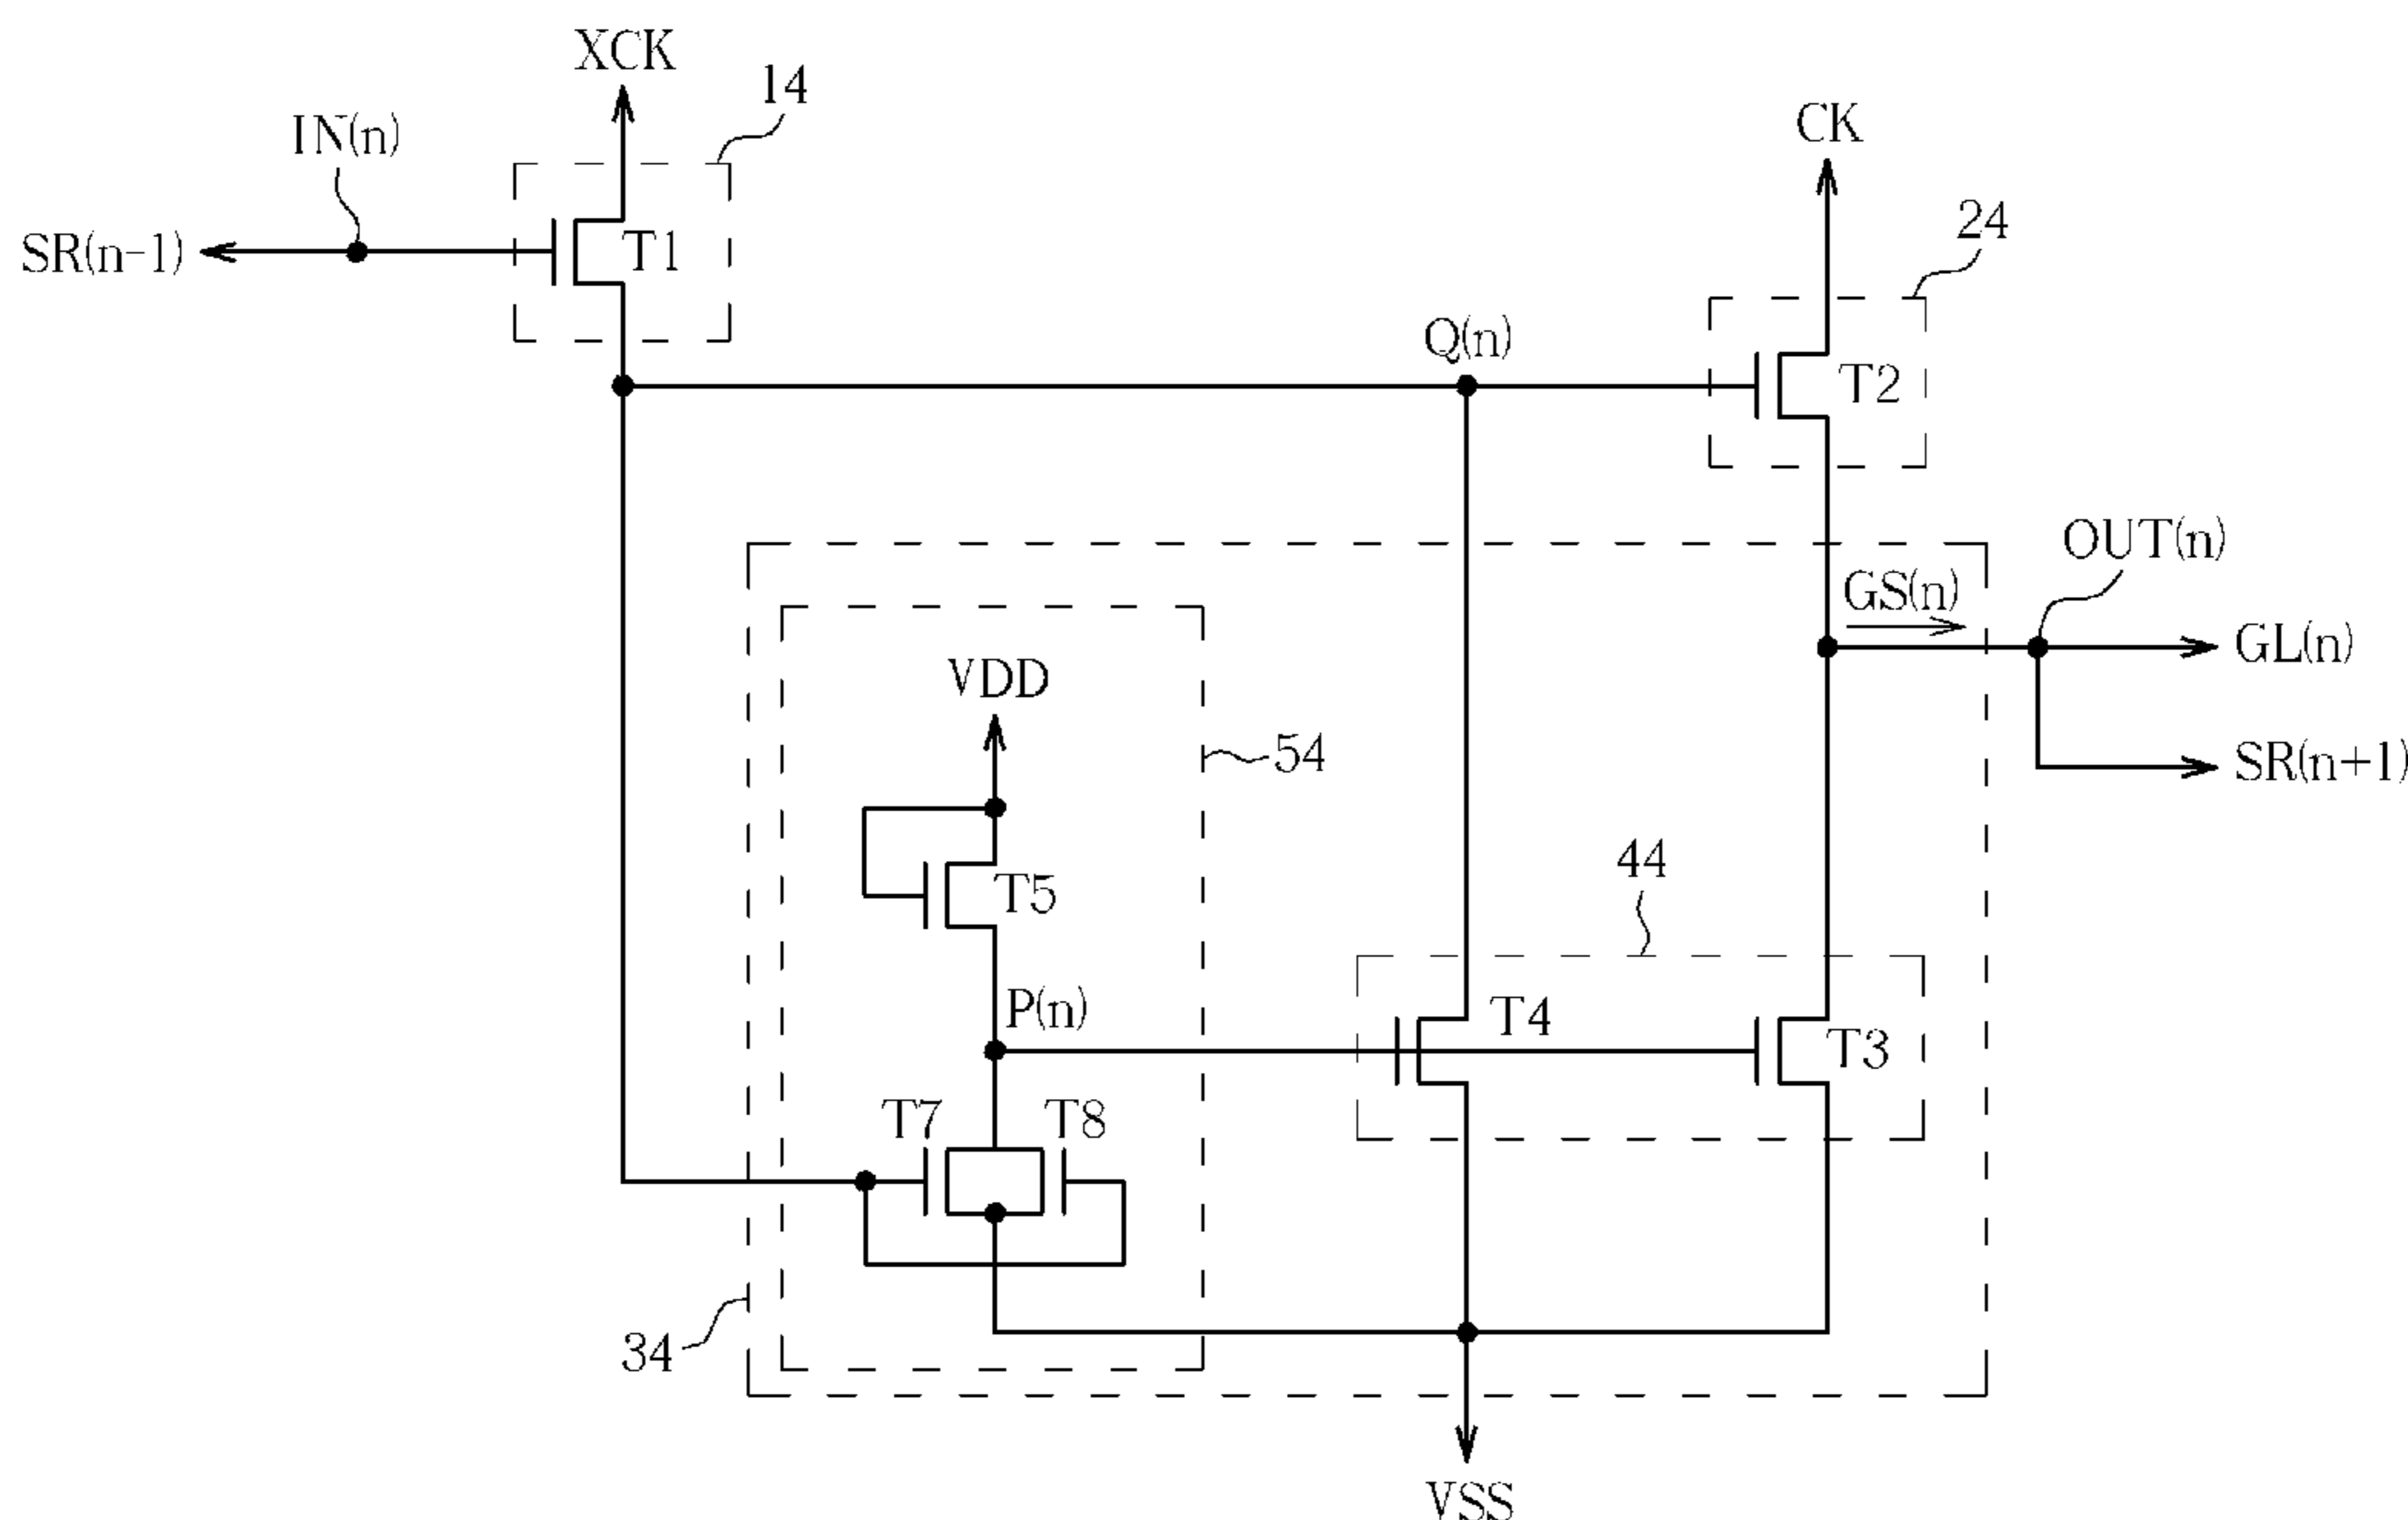 XCK
14
IN(n)
CK
24
SR(n-1)
T1
Q(n)
T2
OUT(n)
GS(n)
GL(n)
VDD
54
SR(n+1)
44
T5
P(n)
T4
T3
T7
T8
34
VSS